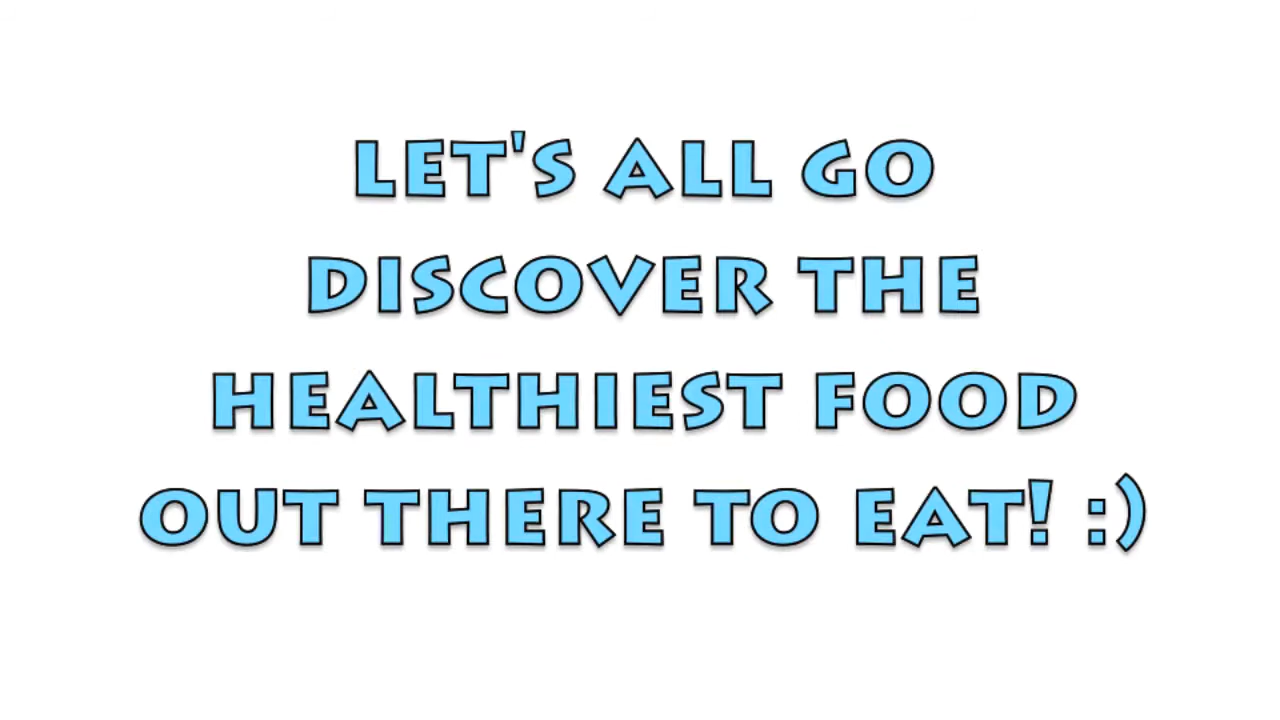 LET'S ALL GO
DISCOVER THE
HEALTHIEST FOOD
OUT THERE TO EAT! :)